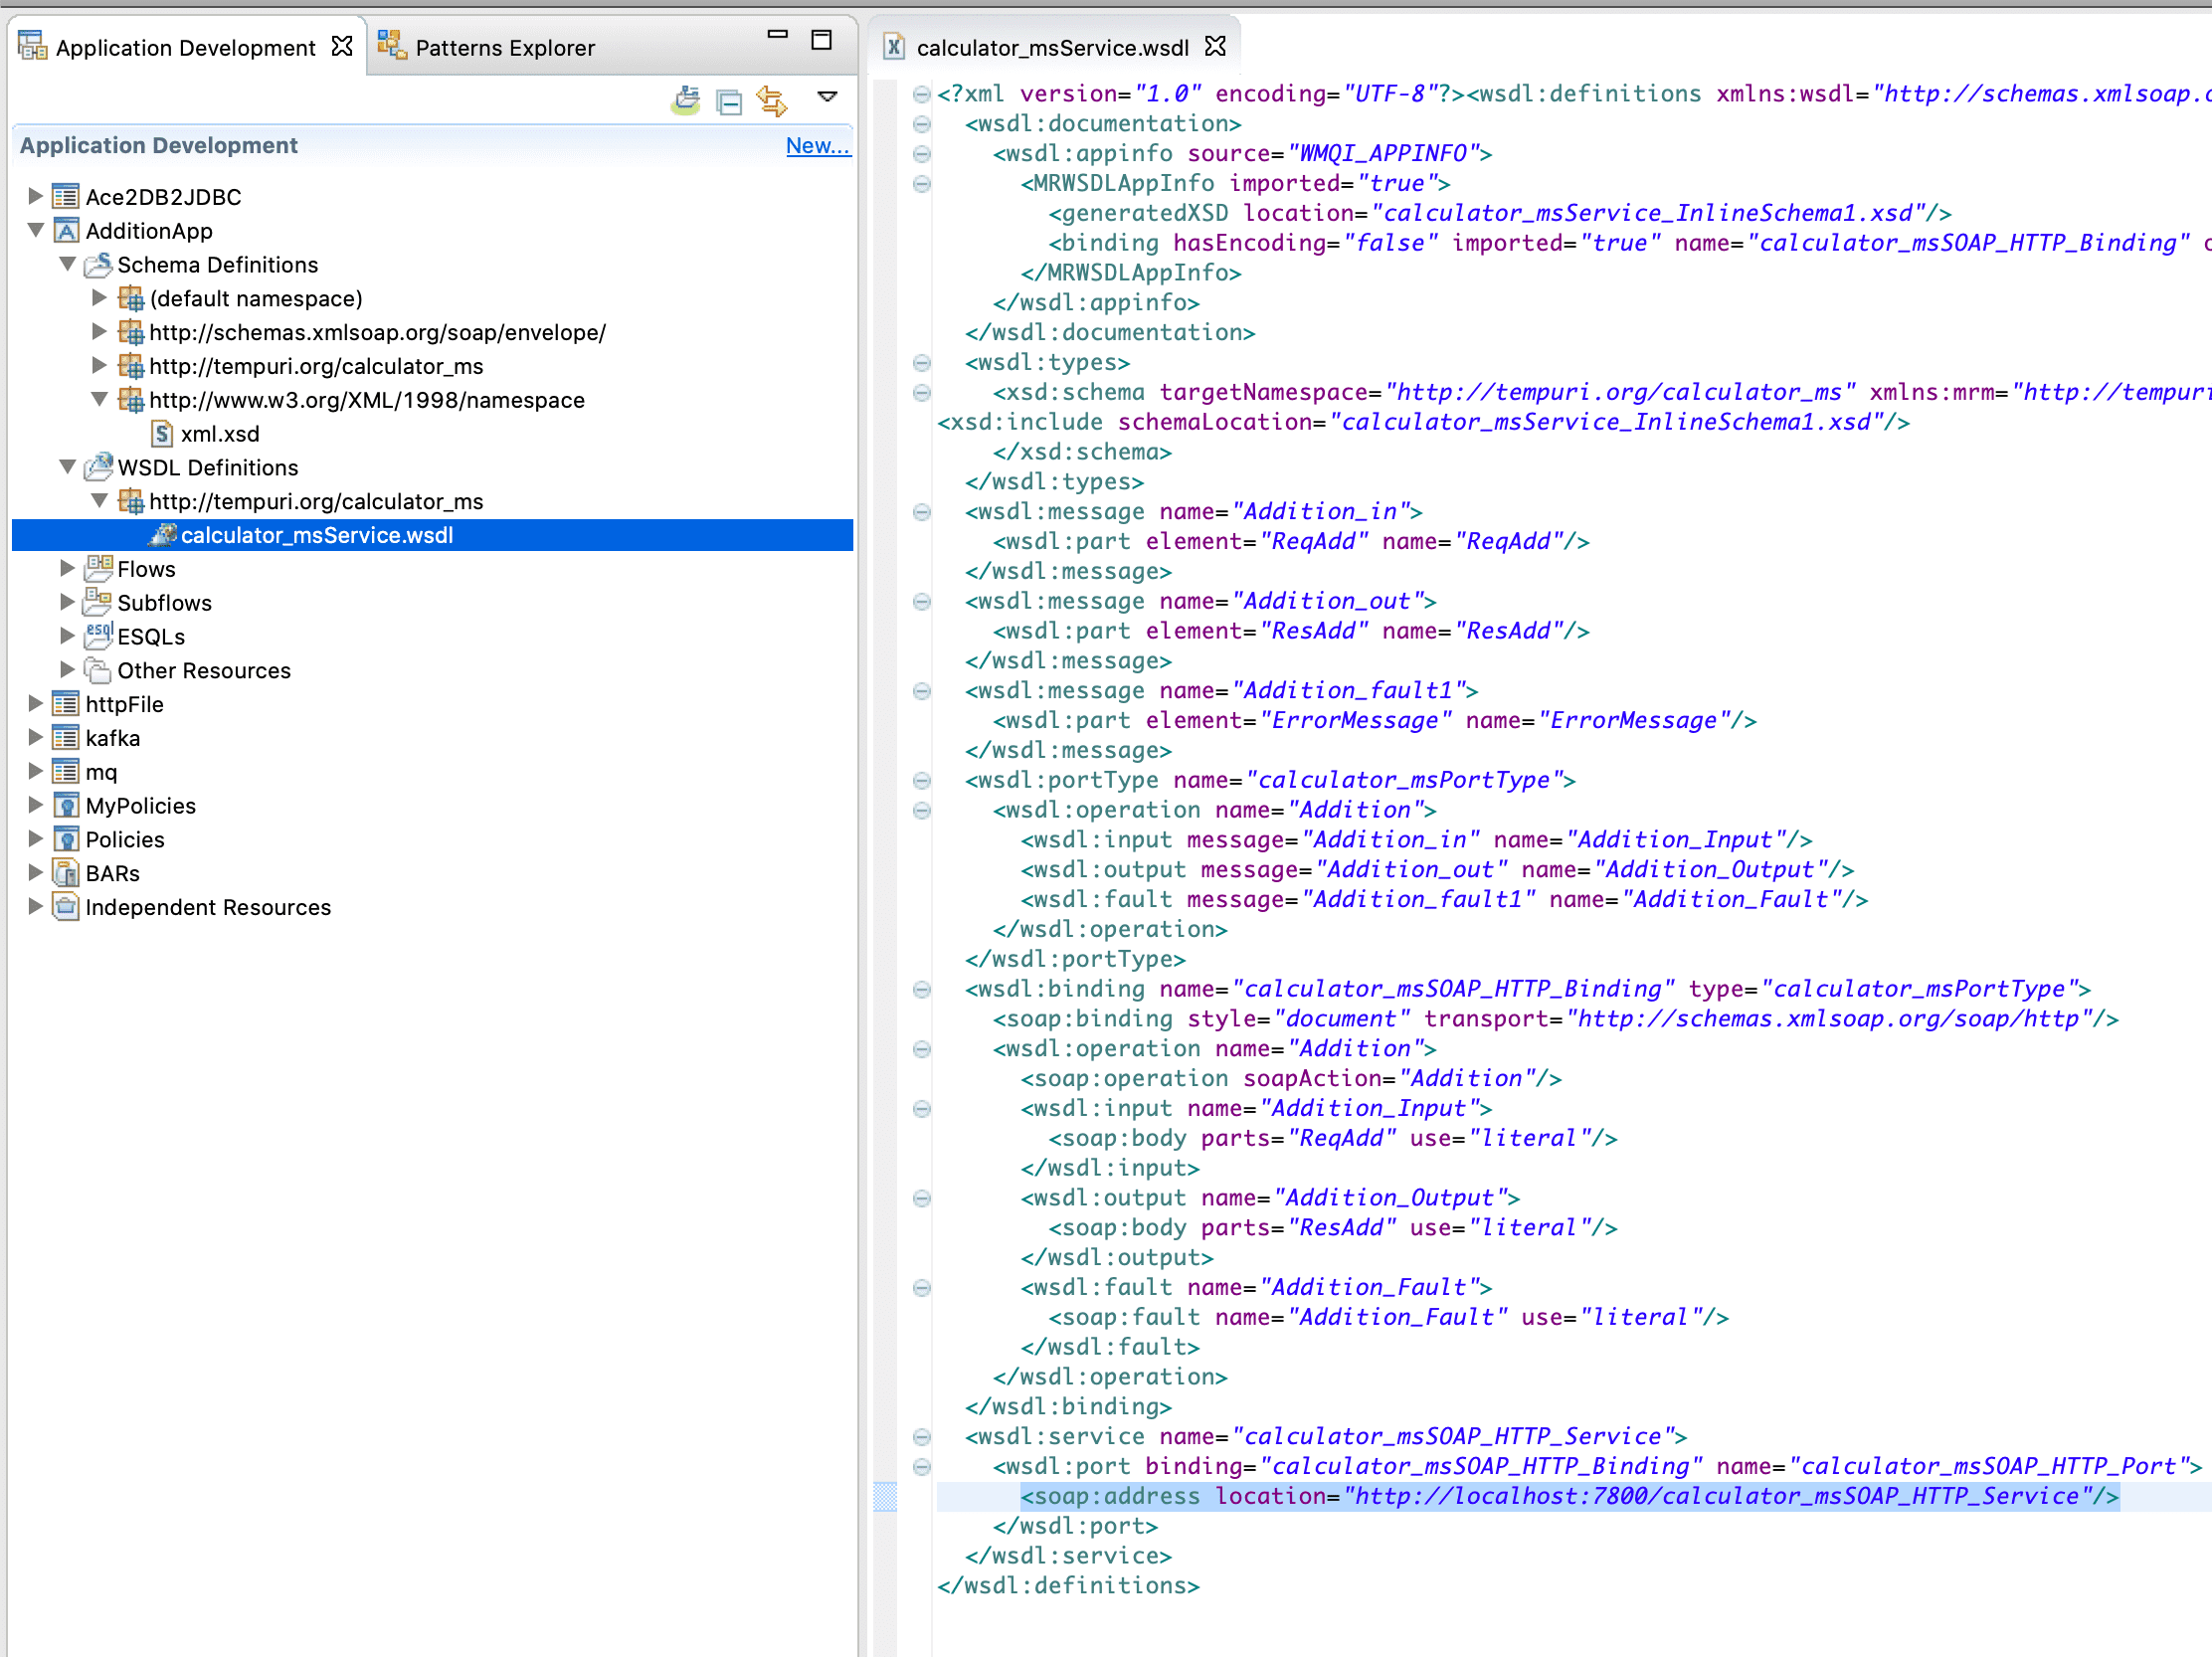 Application Development
Patterns Explorer
Application Development
New...
Ace2DB2JDBC
AdditionApp
Schema Definitions
(default namespace)
http://schemas.xmlsoap.org/soap/envelope/
http://tempuri.org/calculator_ms
http://www.w3.org/XML/1998/namespace
xml.xsd
WSDL Definitions
http://tempuri.org/calculator_ms
calculator_msService.wsdl
Flows
Subflows
esql ESQLs
Other Resources
httpFile
kafka
mq
MyPolicies
Policies
BARs
Independent Resources
calculator_msService.wsdl
<?xml version="1.0" encoding="UTF-8"?><wsdl:definitions xmlns:wsdl="http://schemas.xmlsoap.
<wsdl:documentation>
<wsdl:appinfo source="WMQI_APPINFO">
<MRWSDLAppInfo imported="true">
<generatedXSD location="calculator_msService_InlineSchema1.xsd"/>
<binding hasEncoding="false" imported="true" name="calculator_msSOAP_HTTP_Binding"
</MRWSDLAppInfo>
</wsdl:appinfo>
</wsdl:documentation>
<wsdl:types>
<xsd:schema targetNamespace="http://tempuri.org/calculator_ms" xmlns:mrm="http://tempuri
<xsd:include schemaLocation="calculator_msService_InlineSchema1.xsd"/>
</xsd:schema>
</wsdl:types>
<wsdl:message name="Addition_in">
<wsdl:part element="ReqAdd" name="ReqAdd"/>
</wsdl:message>
<wsdl:message name="Addition_out">
<wsdl:part element="ResAdd" name="ResAdd"/>
</wsdl:message>
<wsdl:message name="Addition_fault1">
<wsdl:part element="ErrorMessage" name="ErrorMessage"/>
</wsdl:message>
<wsdl:portType name="calculator_msPortType">
<wsdl:operation name="Addition">
<wsdl:input message="Addition_in" name="Addition_Input"/>
<wsdl:output message="Addition_out" name="Addition_Output"/>
<wsdl:fault message="Addition_fault1" name="Addition_Fault"/>
</wsdl:operation>
</wsdl:portType>
<wsdl:binding name="calculator_msSOAP_HTTP_Binding" type="calculator_msPortType">
<soap:binding style="document" transport="http://schemas.xmlsoap.org/soap/http"/>
<wsdl:operation name="Addition">
<soap:operation soapAction="Addition"/>
<wsdl:input name="Addition_Input">
<soap:body parts="ReqAdd" use="literal"/>
</wsdl:input>
<wsdl:output name="Addition_Output">
<soap:body parts="ResAdd" use="literal"/>
</wsdl:output>
<wsdl:fault name="Addition_Fault">
<soap:fault name="Addition_Fault" use="literal"/>
</wsdl:fault>
</wsdl:operation>
</wsdl:binding>
<wsdl:service name="calculator_msSOAP_HTTP_Service">
<wsdl:port binding="calculator_msSOAP_HTTP_Binding" name="calculator_msSOAP_HTTP_Port">
<soap:address location="http://localhost:7800/calculator_msSOAP_HTTP_Service"/>
</wsdl:port>
</wsdl:service>
</wsdl:definitions>